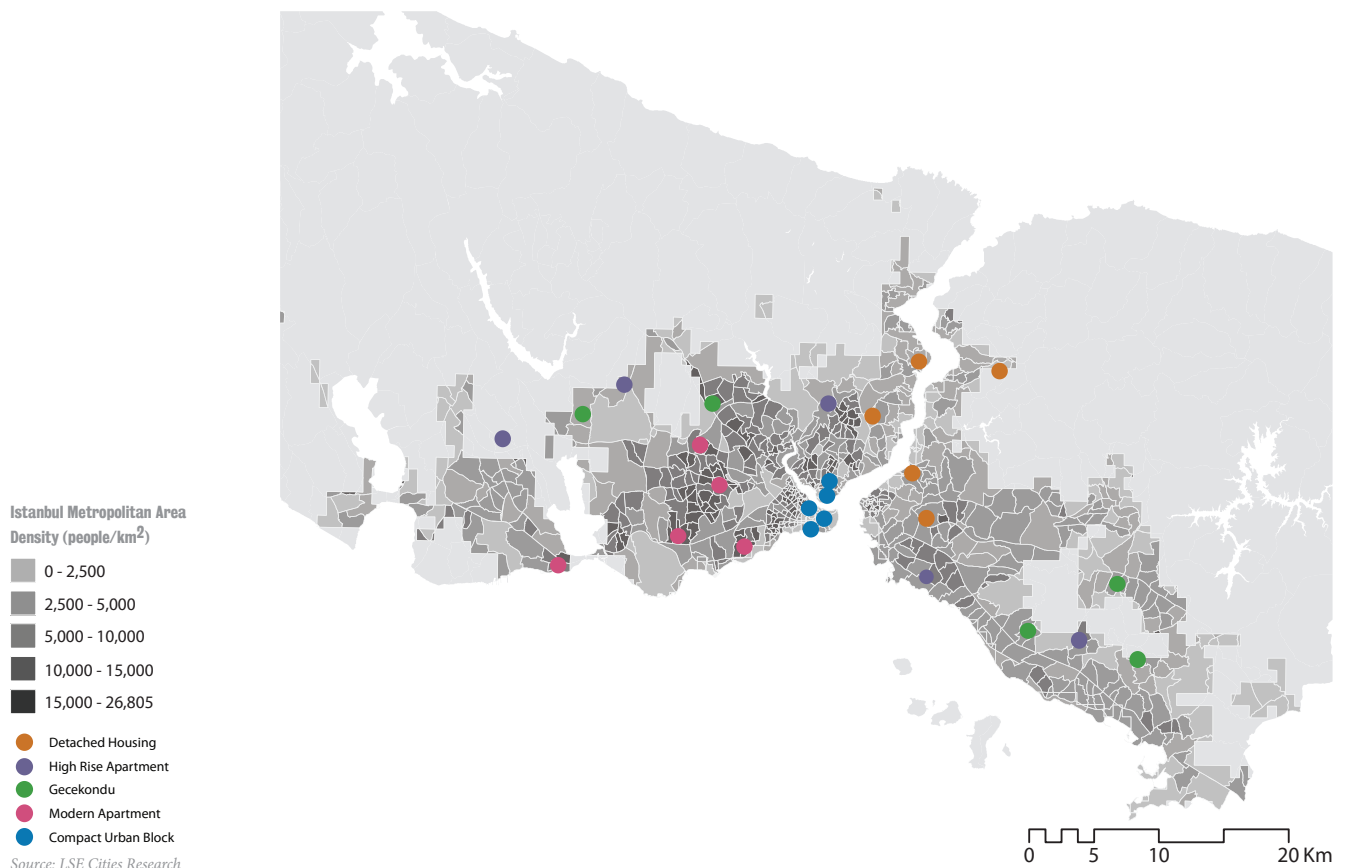 Istanbul Metropolitan Area
Density (people/km²)
0 - 2,500
2,500 - 5,000
5,000 - 10,000
10,000 - 15,000
15,000 - 26,805
Detached Housing
High Rise Apartment
Gecekondu
Modern Apartment
Compact Urban Block
Source: LSE Cities Research
0 5 10 20 Km